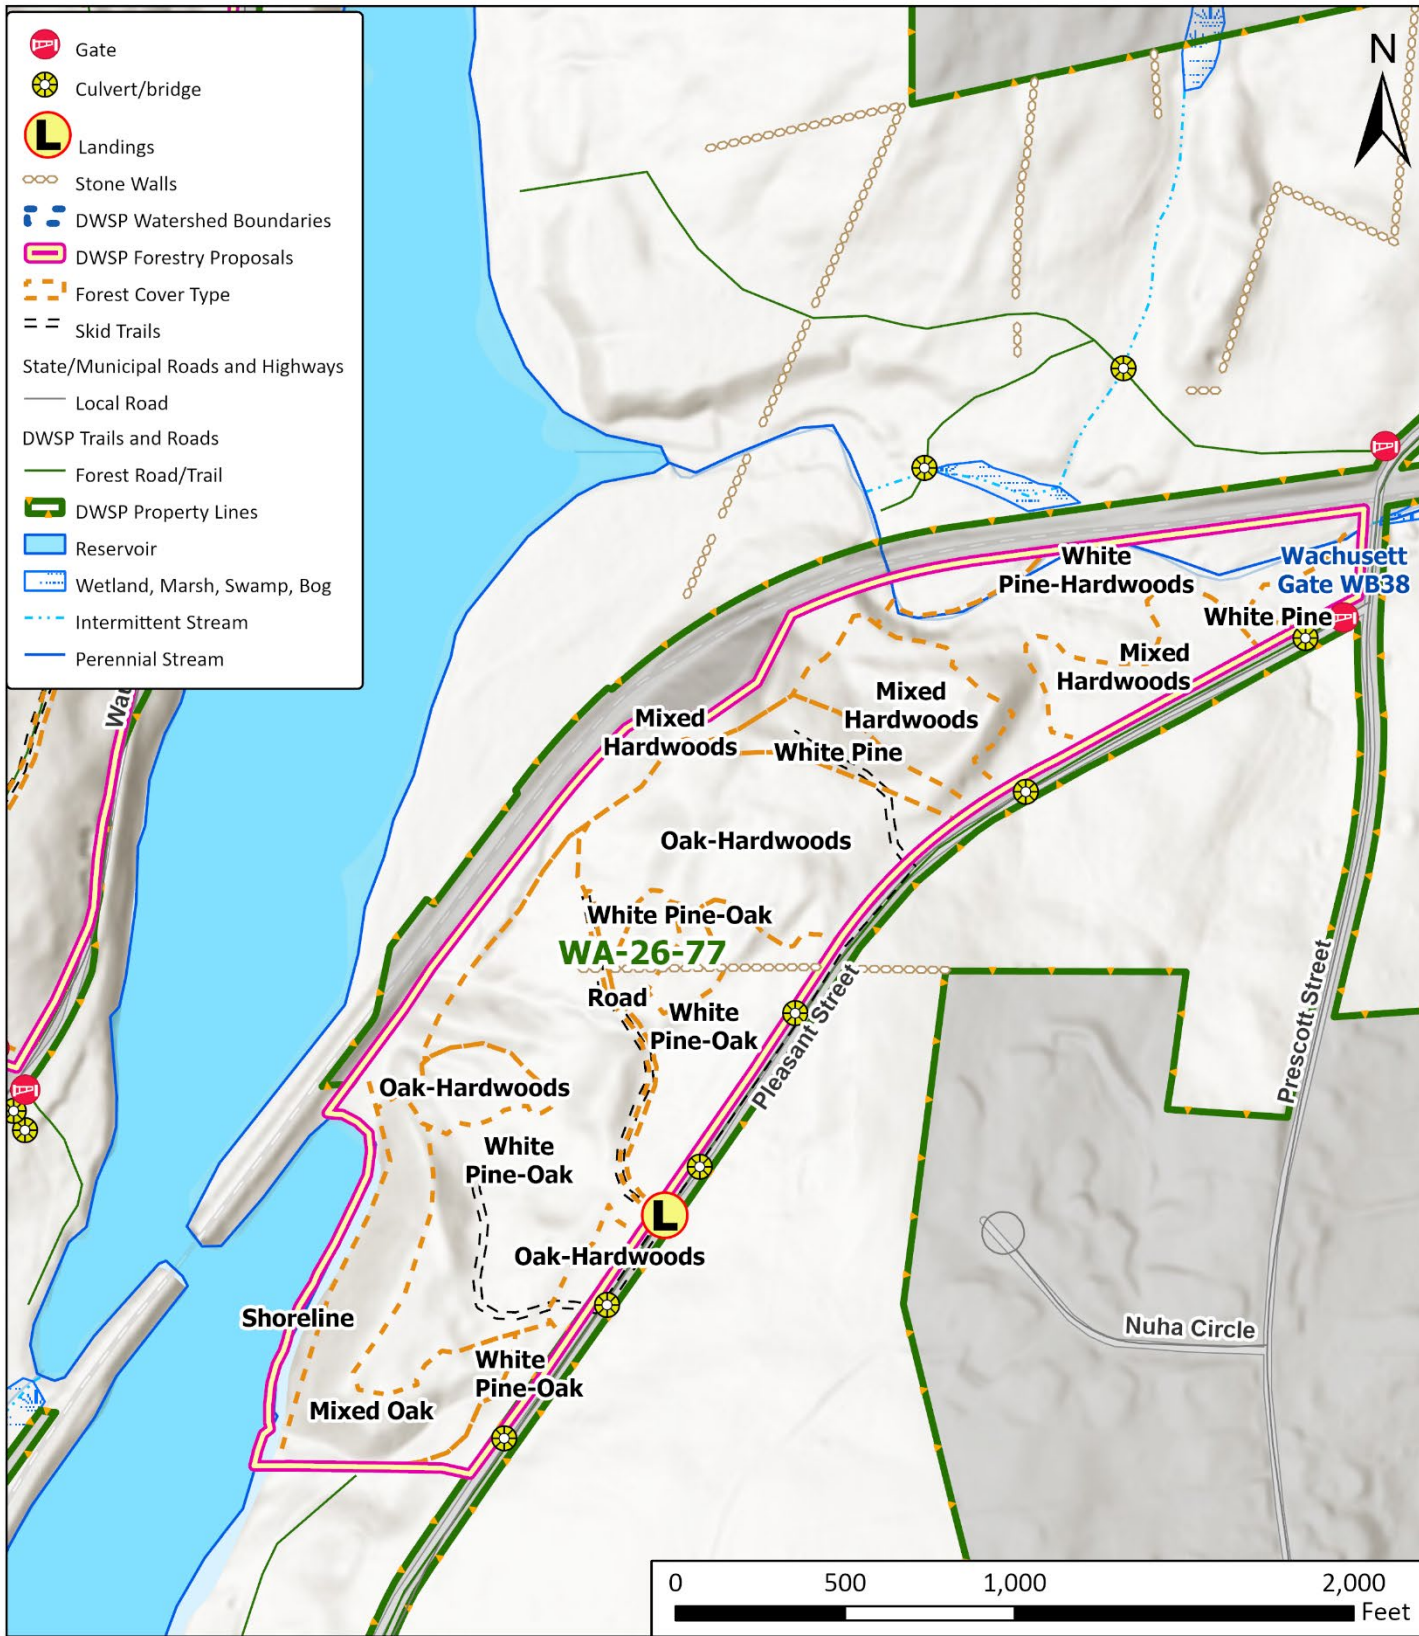 Gate
Culvert/bridge
L
Landings
Stone Walls
DWSP Watershed Boundaries
DWSP Forestry Proposals
Forest Cover Type
Skid Trails
State/Municipal Roads and Highways
Local Road
DWSP Trails and Roads
Forest Road/Trail
DWSP Property Lines
Reservoir
Wetland, Marsh, Swamp, Bog
Intermittent Stream
Perennial Stream
N
White
Pine-Hardwoods
Wachusett
Gate WB38
White Pine
Mixed
Hardwoods
Mixed
Hardwoods
Mixed
Hardwoods
White Pine
Oak-Hardwoods
White Pine-Oak
WA-26-77
Road
White
Pine-Oak
Pleasant Street
Prescott Street
Oak-Hardwoods
White
Pine-Oak
L
Oak-Hardwoods
Shoreline
Nuha Circle
White
Pine-Oak
Mixed Oak
0 500 1,000 2,000
Feet